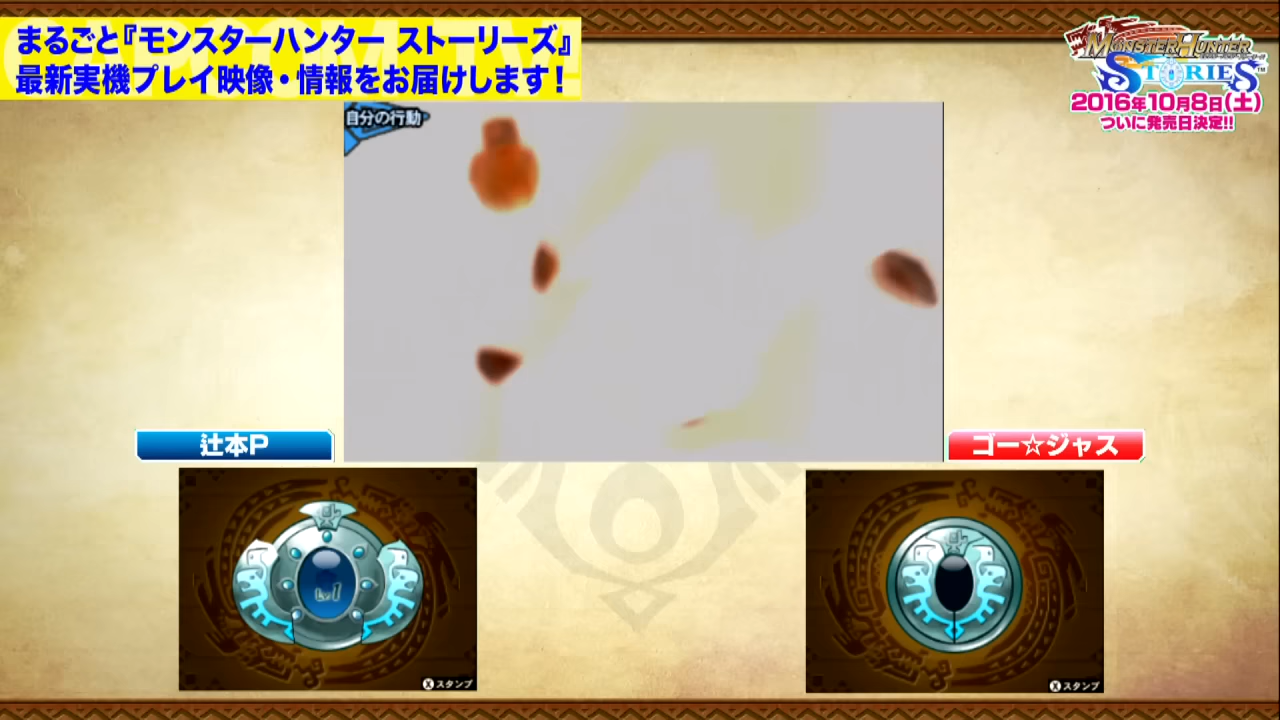 まるごと『モンスターハンター ストーリーズ』
最新実機プレイ映像・情報をお届けします!
MONSTER HUNTER
STORIES
2016年10月8日(土)
ついに発売日決定!!
自分の行動
辻本P
ゴー☆ジャス
Lv1
Xスタンプ
Xスタンプ